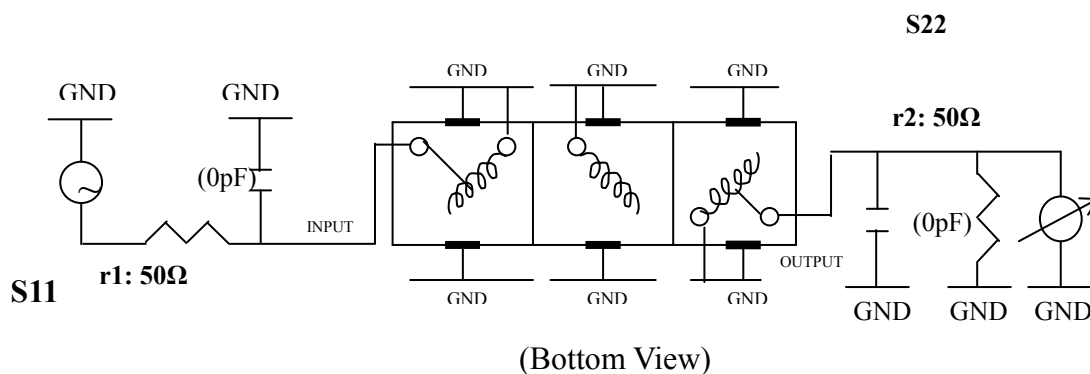 S22
GND GND GND
GND GND
r2: 50Ω
(0pF)
(0pF)
INPUT
OUTPUT
r1: 50Ω
S11
GND GND GND
GND GND GND
(Bottom View)